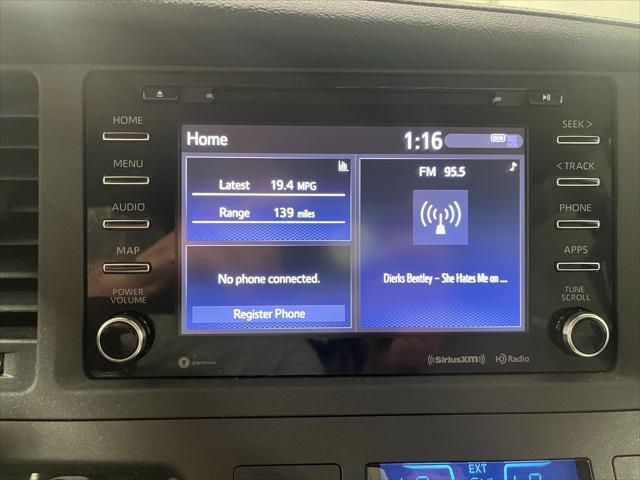 HOME
MENU
AUDIO
MAP
POWER
VOLUME
Home
1:16
DCM
Latest 19.4 MPG
Range 139 miles
No phone connected.
Register Phone
FM 95.5
Dierks Bentley – She Hates Me on ...
SEEK >
< TRACK
PHONE
APPS
TUNE
SCROLL
gracenote
((SiriusXM))
HD Radio
EXT